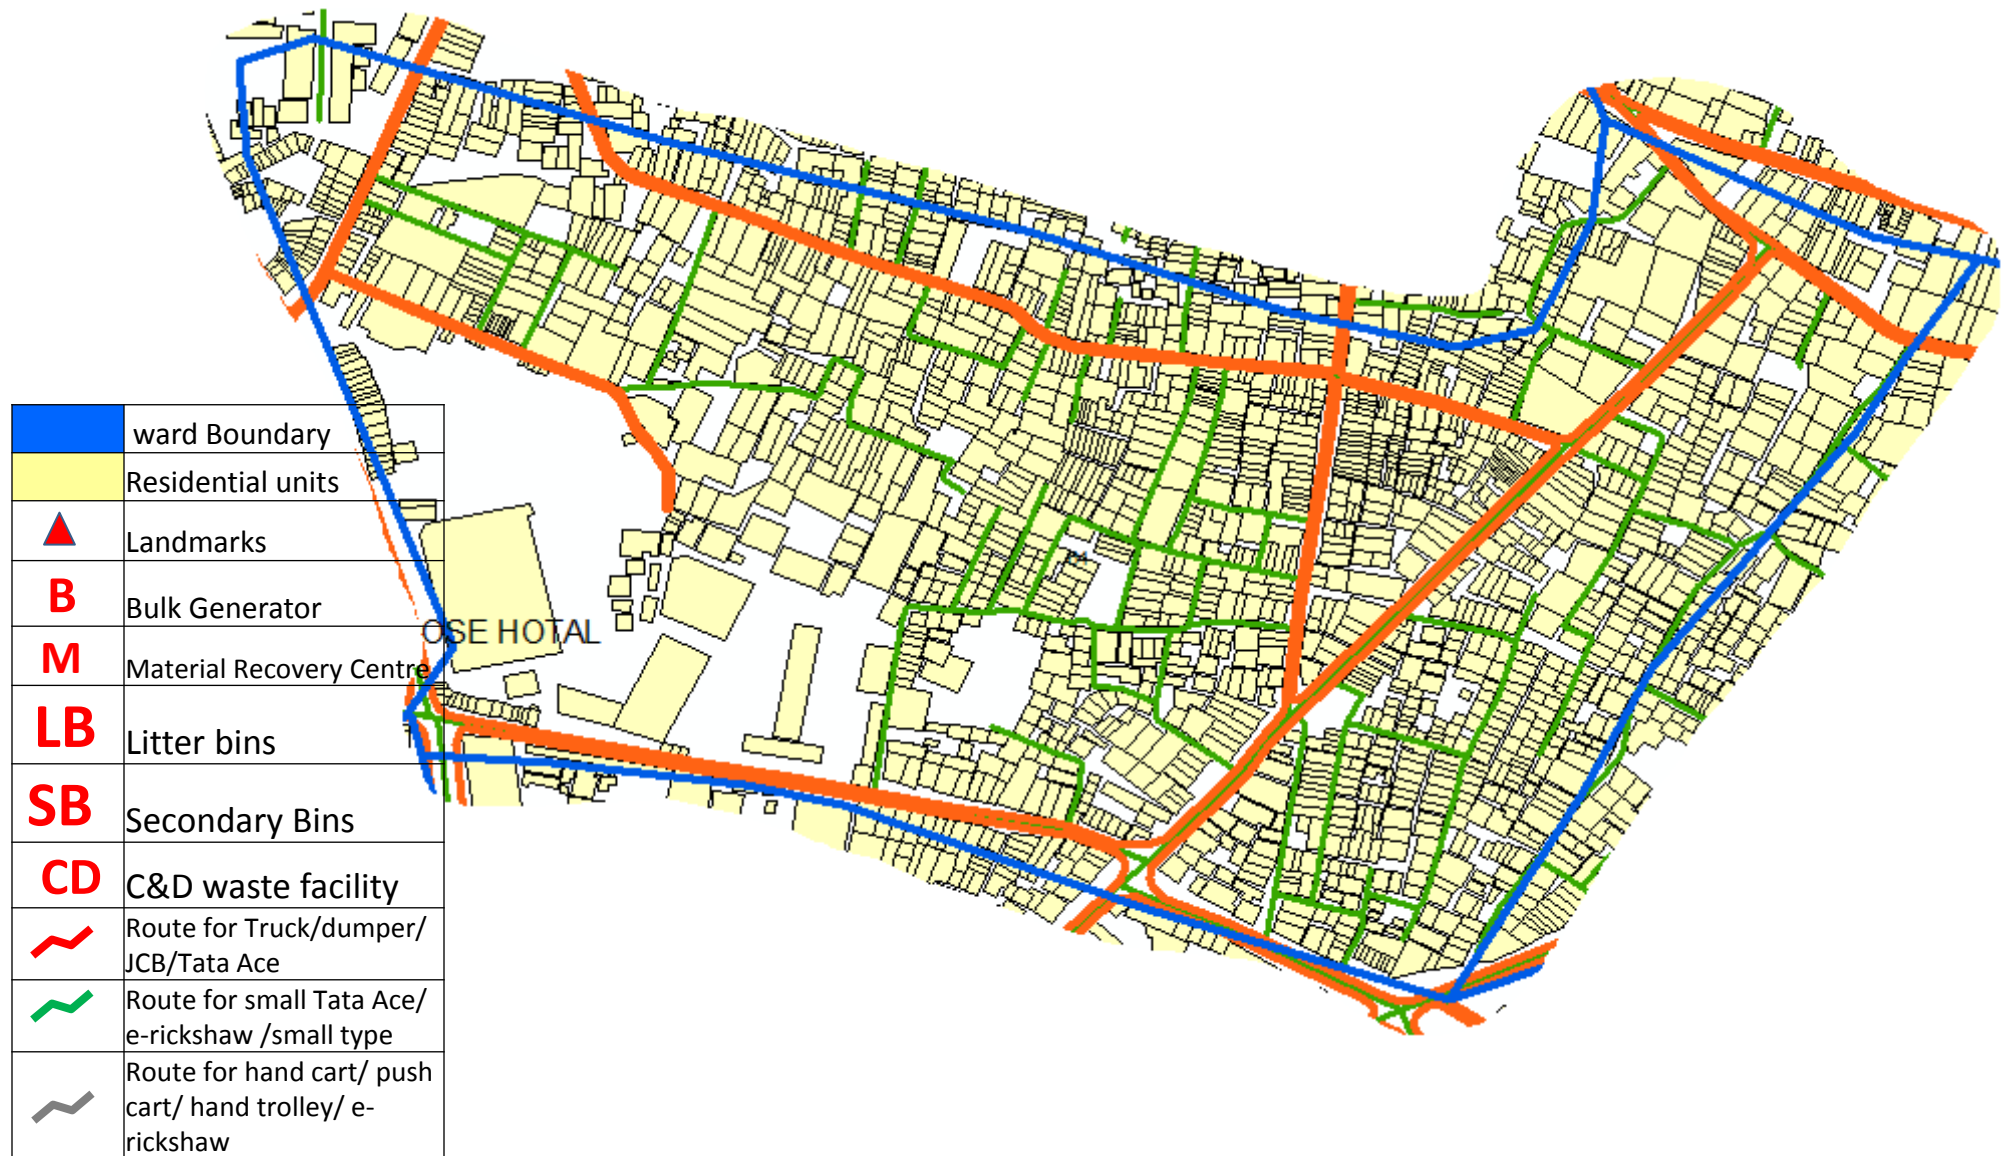 ward Boundary
Residential units
Landmarks
B
Bulk Generator
M
Material Recovery Centre
LB
Litter bins
SB
Secondary Bins
CD
C&D waste facility
Route for Truck/dumper/
JCB/Tata Ace
Route for small Tata Ace/
e-rickshaw /small type
Route for hand cart/ push
cart/ hand trolley/ e-
rickshaw
OSE HOTAL